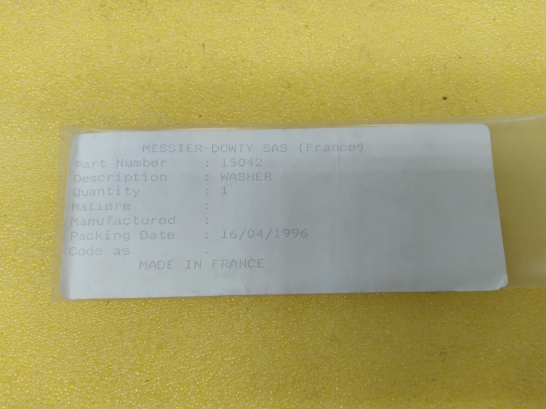 MESSIER-DOWTY SAS (France)
Part Number : 15042
Description : WASHER
Quantity : 1
Matiere :
Manufactured :
Packing Date : 16/04/1996
Code as :
MADE IN FRANCE